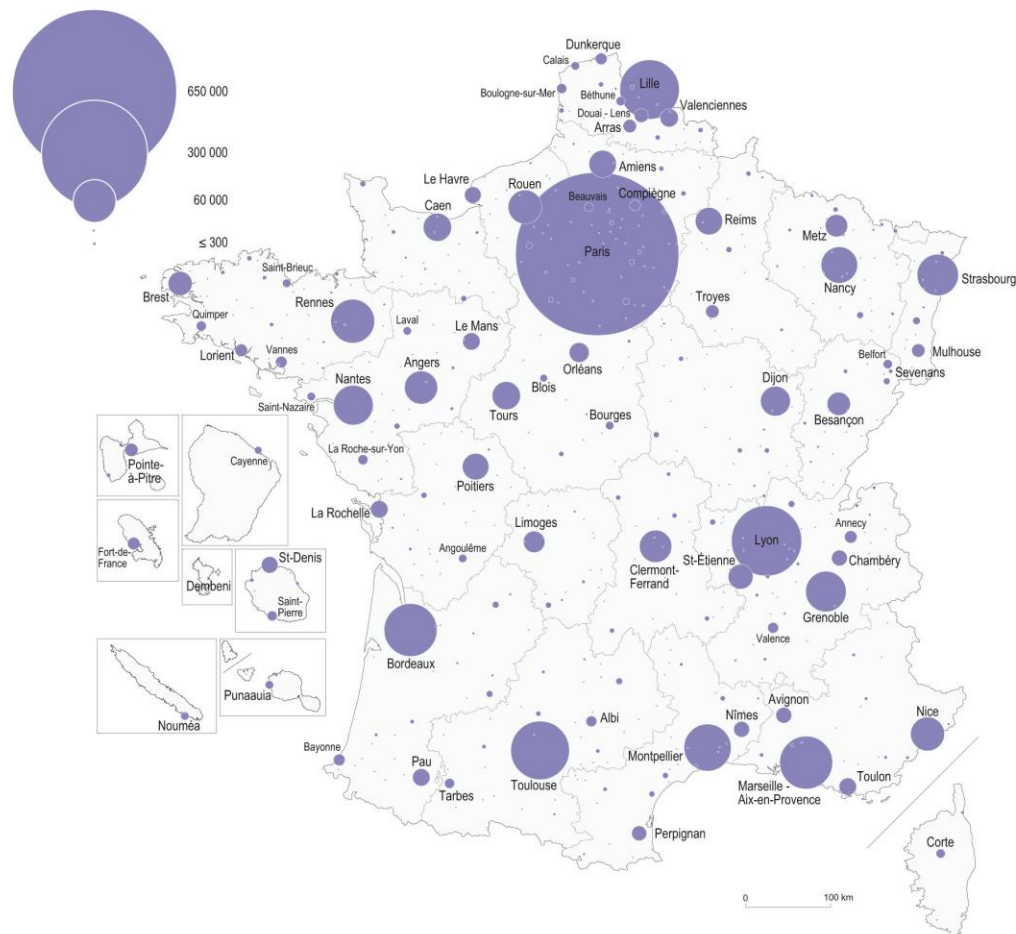 650 000
300 000
60 000
≤ 300
Dunkerque
Calais
Lille
Boulogne-sur-Mer
Béthune
Valenciennes
Douai - Lens
Arras
Amiens
Le Havre
Rouen
Beauvais
Compiègne
Caen
Reims
Metz
Paris
Nancy
Strasbourg
Saint-Brieuc
Brest
Rennes
Troyes
Quimper
Laval
Le Mans
Lorient
Vannes
Orléans
Mulhouse
Belfort
Sevenans
Angers
Blois
Dijon
Nantes
Saint-Nazaire
Tours
Bourges
Besançon
Pointe-
à-Pitre
Cayenne
La Roche-sur-Yon
Poitiers
La Rochelle
Limoges
Lyon
Annecy
Fort-de-
France
St-Denis
Angoulême
Clermont-
Ferrand
St-Étienne
Chambéry
Dembeni
Saint-
Pierre
Grenoble
Valence
Bordeaux
Punaauia
Nouméa
Avignon
Nice
Albi
Nîmes
Bayonne
Pau
Toulouse
Montpellier
Marseille -
Aix-en-Provence
Toulon
Tarbes
Perpignan
Corte
0
100 km